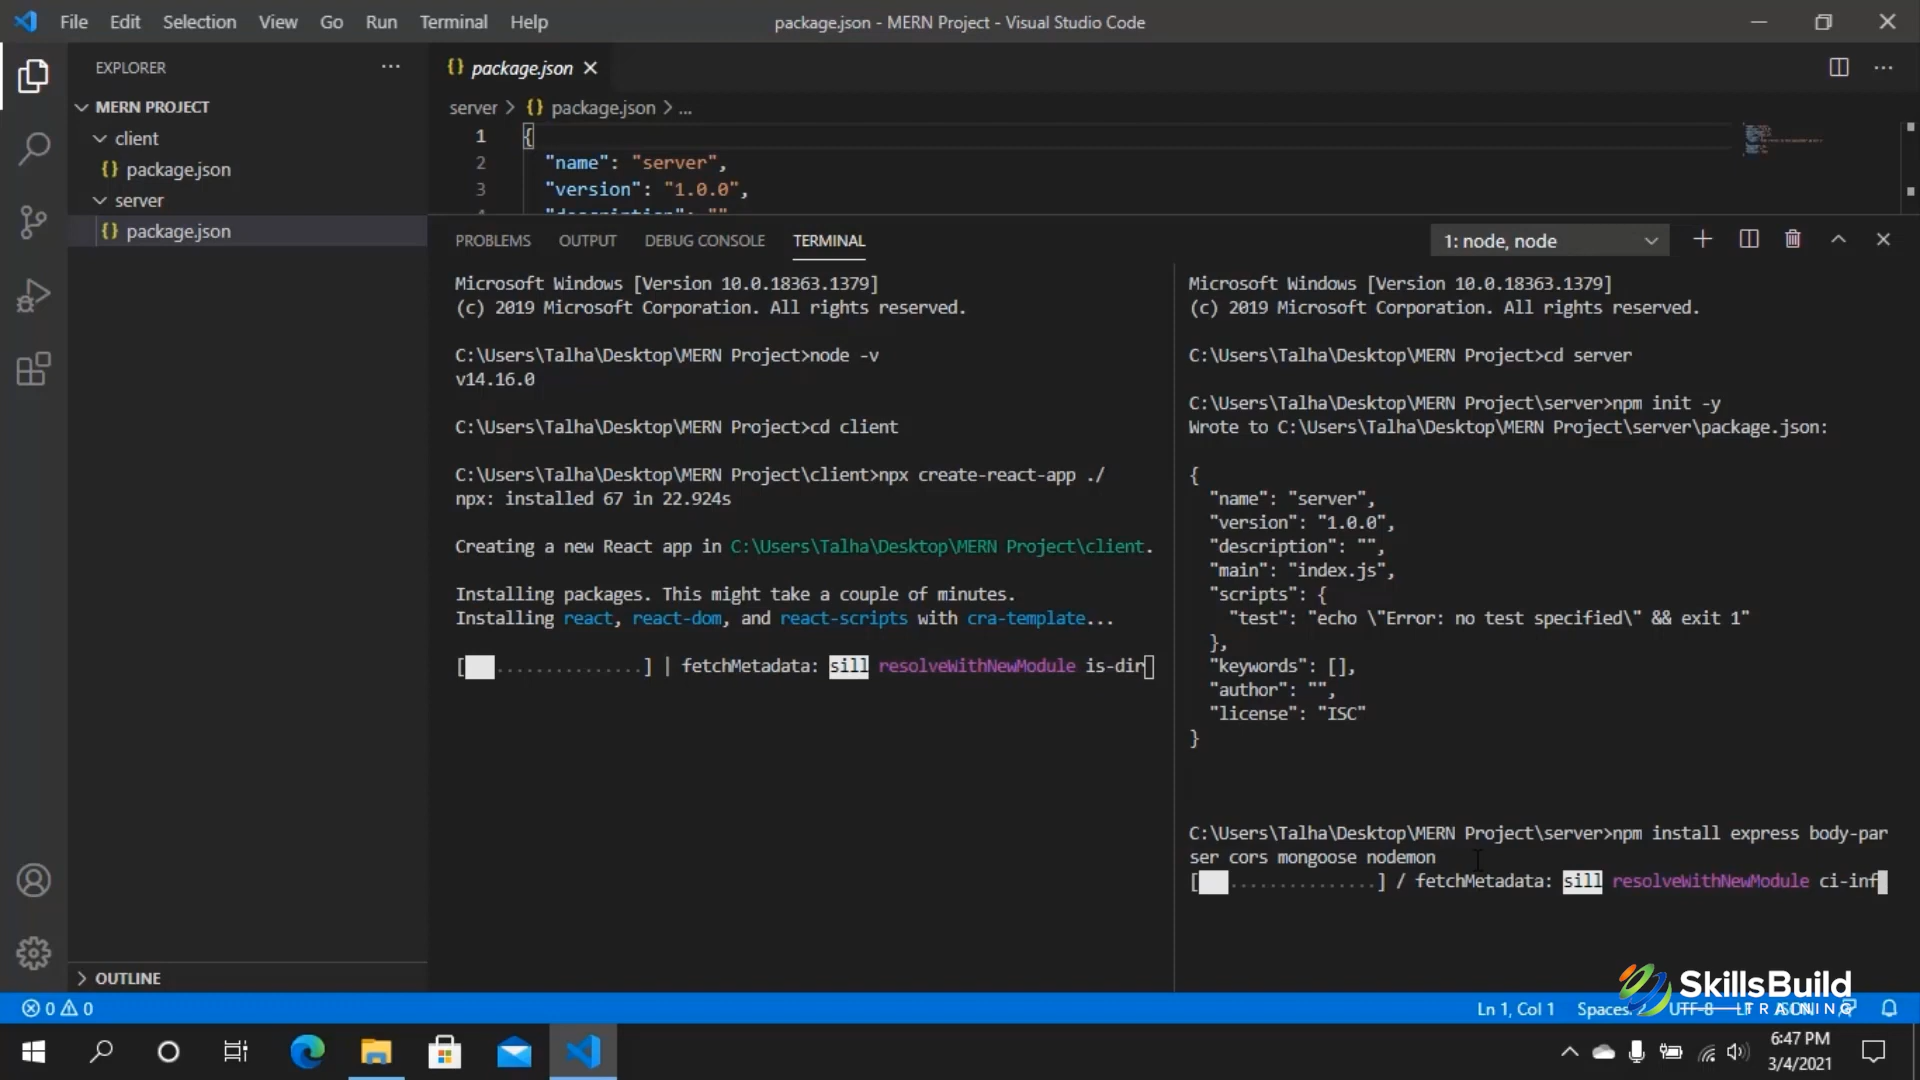 File Edit Selection View Go Run Terminal Help
package.json - MERN Project - Visual Studio Code
EXPLORER
MERN PROJECT
client
{} package.json
server
{} package.json
OUTLINE
{} package.json
server > {} package.json > ...
1 {
2 "name": "server",
3 "version": "1.0.0",
PROBLEMS OUTPUT DEBUG CONSOLE TERMINAL
1: node, node
Microsoft Windows [Version 10.0.18363.1379]
(c) 2019 Microsoft Corporation. All rights reserved.
C:\Users\Talha\Desktop\MERN Project>node -v
v14.16.0
C:\Users\Talha\Desktop\MERN Project>cd client
C:\Users\Talha\Desktop\MERN Project\client>npx create-react-app ./
npx: installed 67 in 22.924s
Creating a new React app in C:\Users\Talha\Desktop\MERN Project\client.
Installing packages. This might take a couple of minutes.
Installing react, react-dom, and react-scripts with cra-template...
[ ...............] | fetchMetadata: sill resolveWithNewModule is-dir
Microsoft Windows [Version 10.0.18363.1379]
(c) 2019 Microsoft Corporation. All rights reserved.
C:\Users\Talha\Desktop\MERN Project>cd server
C:\Users\Talha\Desktop\MERN Project\server>npm init -y
Wrote to C:\Users\Talha\Desktop\MERN Project\server\package.json:
{
"name": "server",
"version": "1.0.0",
"description": "",
"main": "index.js",
"scripts": {
"test": "echo \"Error: no test specified\" && exit 1"
},
"keywords": [],
"author": "",
"license": "ISC"
}
C:\Users\Talha\Desktop\MERN Project\server>npm install express body-par
ser cors mongoose nodemon
[ ...............] / fetchMetadata: sill resolveWithNewModule ci-inf
SkillsBuild
TRAINING
0 0
Ln 1, Col 1 Spaces: UTF-8 LF JSON
6:47 PM
3/4/2021